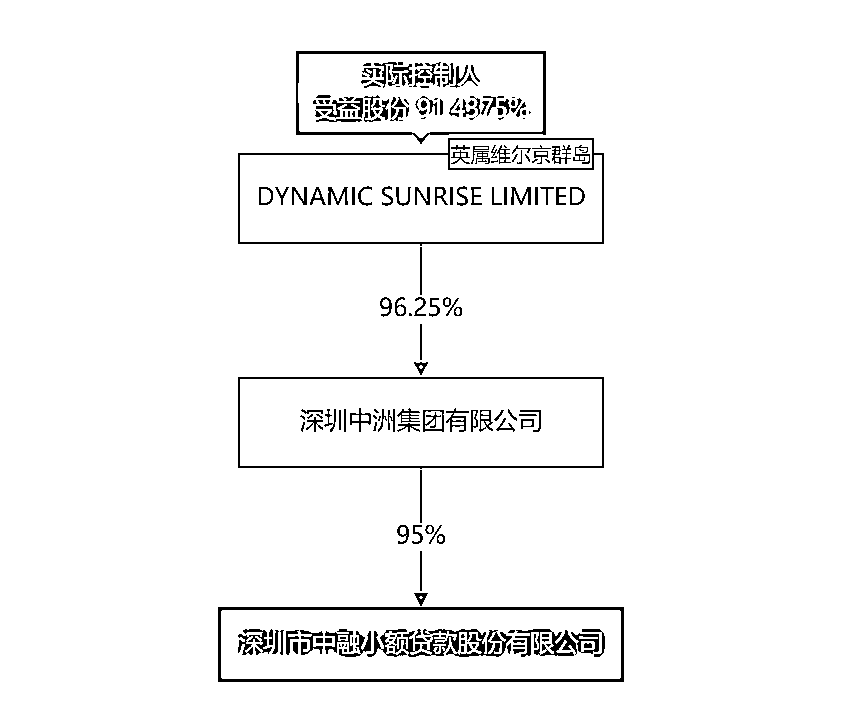 实际控制人
受益股份 91.4375%
英属维尔京群岛
DYNAMIC SUNRISE LIMITED
96.25%
深圳中洲集团有限公司
95%
深圳市中融小额贷款股份有限公司